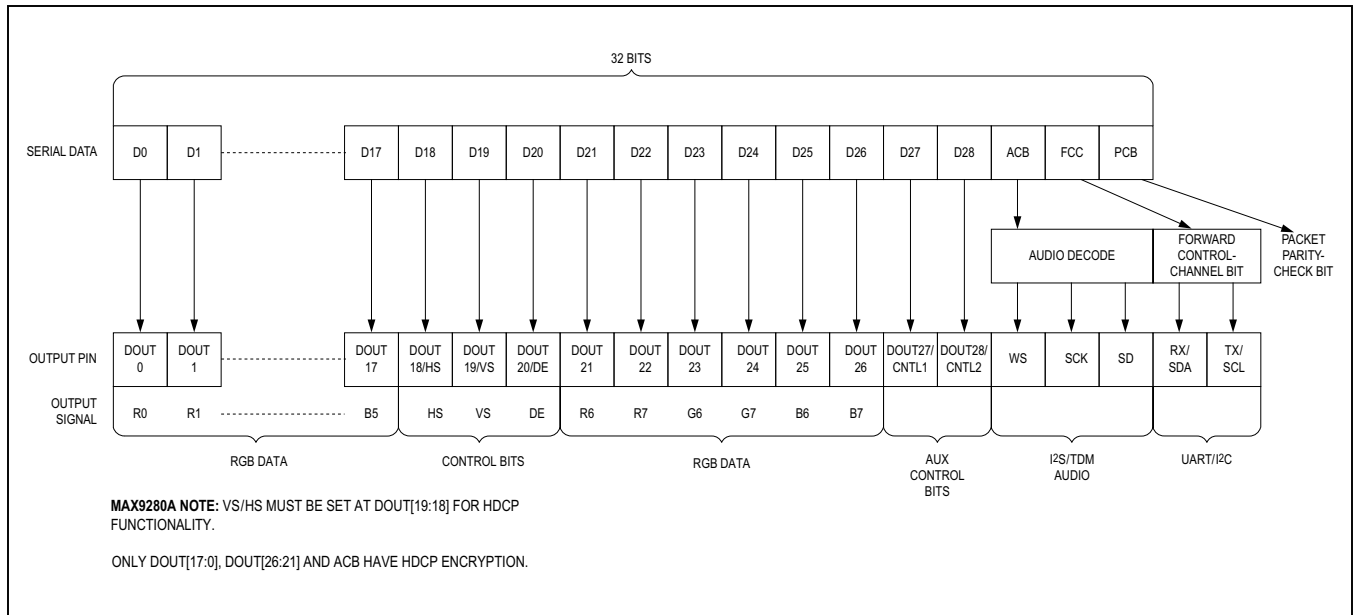 32 BITS
SERIAL DATA D0 D1 D17 D18 D19 D20 D21 D22 D23 D24 D25 D26 D27 D28 ACB FCC PCB
AUDIO DECODE
FORWARD
CONTROL-
CHANNEL BIT
PACKET
PARITY-
CHECK BIT
OUTPUT PIN
DOUT 0
DOUT 1
DOUT 17
DOUT 18/HS
DOUT 19/VS
DOUT 20/DE
DOUT 21
DOUT 22
DOUT 23
DOUT 24
DOUT 25
DOUT 26
DOUT27/ CNTL1
DOUT28/ CNTL2
WS
SCK
SD
RX/ SDA
TX/ SCL
OUTPUT
SIGNAL
R0 R1 B5 HS VS DE R6 R7 G6 G7 B6 B7
RGB DATA
CONTROL BITS
RGB DATA
AUX
CONTROL
BITS
I2S/TDM
AUDIO
UART/I2C
MAX9280A NOTE: VS/HS MUST BE SET AT DOUT[19:18] FOR HDCP
FUNCTIONALITY.
ONLY DOUT[17:0], DOUT[26:21] AND ACB HAVE HDCP ENCRYPTION.